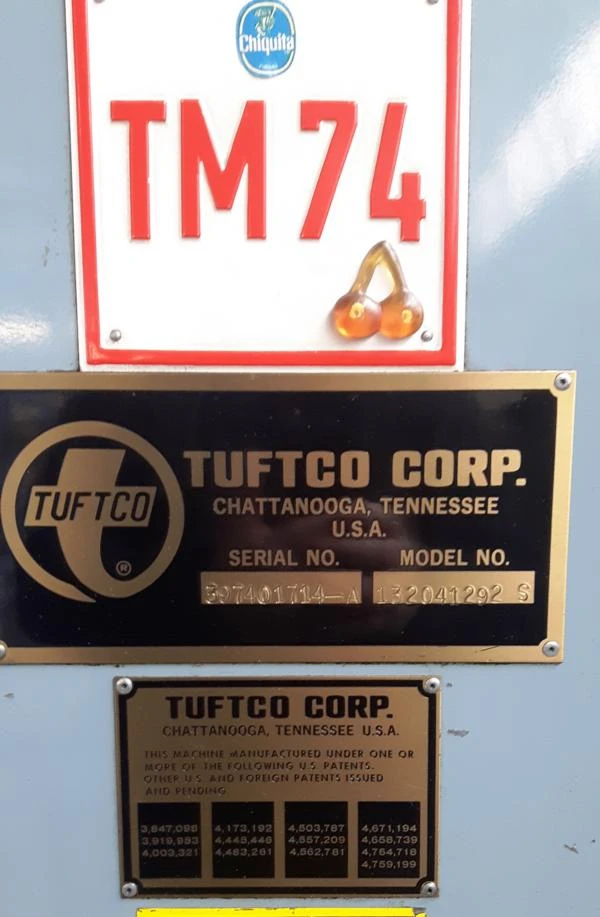 Chiquita
TM 74
TUFTCO
®
TUFTCO CORP.
CHATTANOOGA, TENNESSEE
U.S.A.
SERIAL NO. MODEL NO.
397401714-A 132041292 S
TUFTCO CORP.
CHATTANOOGA, TENNESSEE U.S.A.
THIS MACHINE MANUFACTURED UNDER ONE OR
MORE OF THE FOLLOWING U.S. PATENTS.
OTHER U.S. AND FOREIGN PATENTS ISSUED
AND PENDING
3,847,098 4,173,192 4,503,787 4,671,194
3,919,953 4,445,446 4,557,209 4,658,739
4,003,321 4,483,261 4,562,781 4,754,718
4,759,199